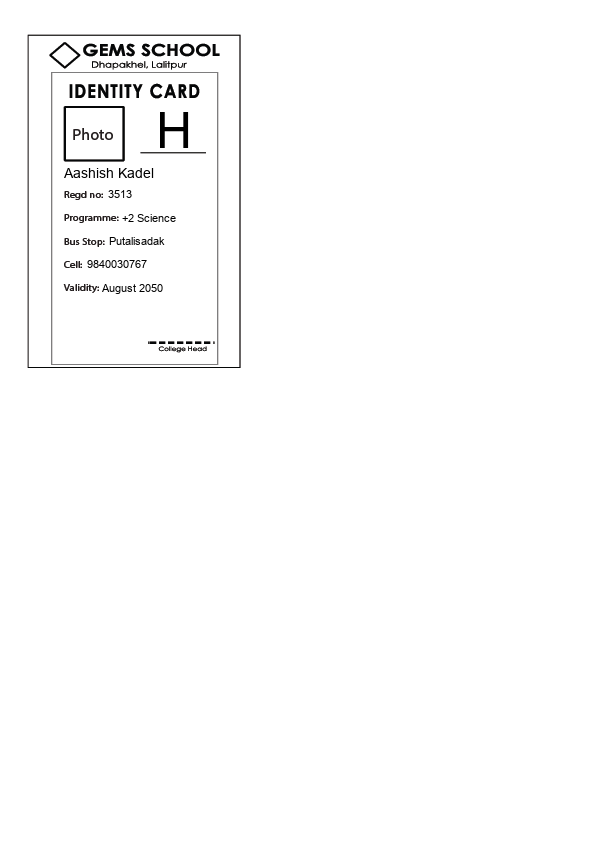 GEMS SCHOOL
Dhapakhel, Lalitpur
IDENTITY CARD
Photo
H
Aashish Kadel
Regd no: 3513
Programme: +2 Science
Bus Stop: Putalisadak
Cell: 9840030767
Validity: August 2050
College Head